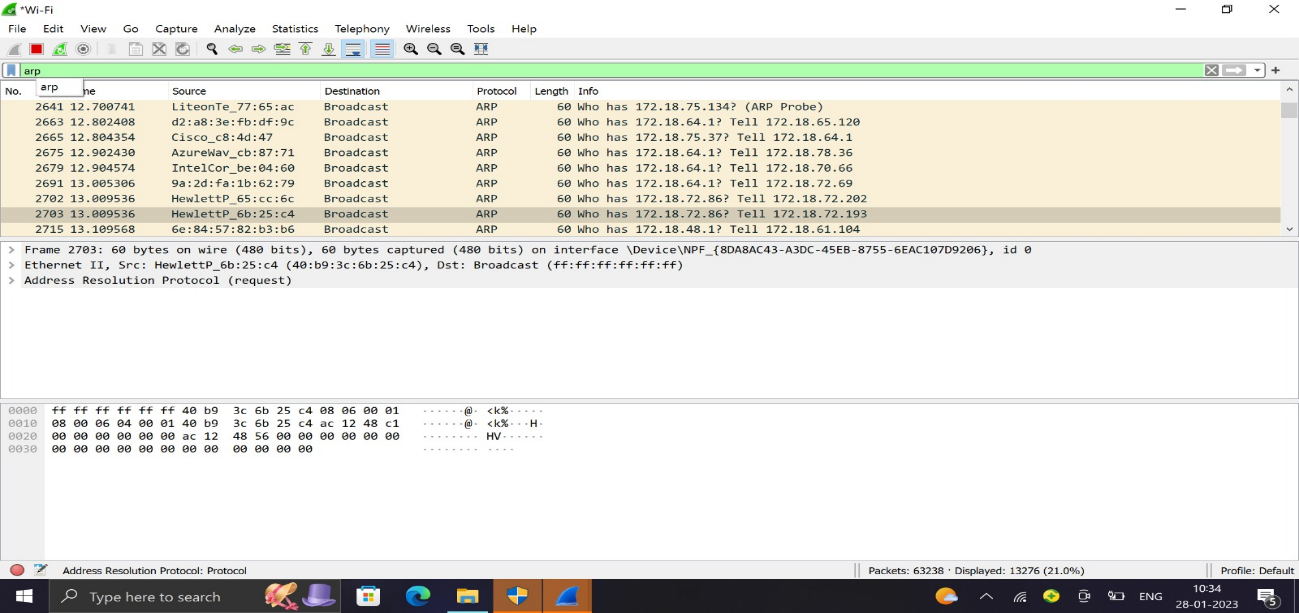 *Wi-Fi
File Edit View Go Capture Analyze Statistics Telephony Wireless Tools Help
arp
arp
No. me Source Destination Protocol Length Info
2641 12.700741 LiteonTe_77:65:ac Broadcast ARP 60 Who has 172.18.75.134? (ARP Probe)
2663 12.802408 d2:a8:3e:fb:df:9c Broadcast ARP 60 Who has 172.18.64.1? Tell 172.18.65.120
2665 12.804354 Cisco_c8:4d:47 Broadcast ARP 60 Who has 172.18.75.37? Tell 172.18.64.1
2675 12.902430 AzureWav_cb:87:71 Broadcast ARP 60 Who has 172.18.64.1? Tell 172.18.78.36
2679 12.904574 IntelCor_be:04:60 Broadcast ARP 60 Who has 172.18.64.1? Tell 172.18.70.66
2691 13.005306 9a:2d:fa:1b:62:79 Broadcast ARP 60 Who has 172.18.64.1? Tell 172.18.72.69
2702 13.009536 HewlettP_65:cc:6c Broadcast ARP 60 Who has 172.18.72.86? Tell 172.18.72.202
2703 13.009536 HewlettP_6b:25:c4 Broadcast ARP 60 Who has 172.18.72.86? Tell 172.18.72.193
2715 13.109568 6e:84:57:82:b3:b6 Broadcast ARP 60 Who has 172.18.48.1? Tell 172.18.61.104
> Frame 2703: 60 bytes on wire (480 bits), 60 bytes captured (480 bits) on interface \Device\NPF_{8DA8AC43-A3DC-45EB-8755-6EAC107D9206}, id 0
> Ethernet II, Src: HewlettP_6b:25:c4 (40:b9:3c:6b:25:c4), Dst: Broadcast (ff:ff:ff:ff:ff:ff)
> Address Resolution Protocol (request)
0000 ff ff ff ff ff ff 40 b9 3c 6b 25 c4 08 06 00 01 ······@· <k%·····
0010 08 00 06 04 00 01 40 b9 3c 6b 25 c4 ac 12 48 c1 ······@· <k%···H·
0020 00 00 00 00 00 00 ac 12 48 56 00 00 00 00 00 00 ········ HV······
0030 00 00 00 00 00 00 00 00 00 00 00 00 ········ ····
Address Resolution Protocol: Protocol Packets: 63238 · Displayed: 13276 (21.0%) Profile: Default
Type here to search ENG 10:34
28-01-2023 5